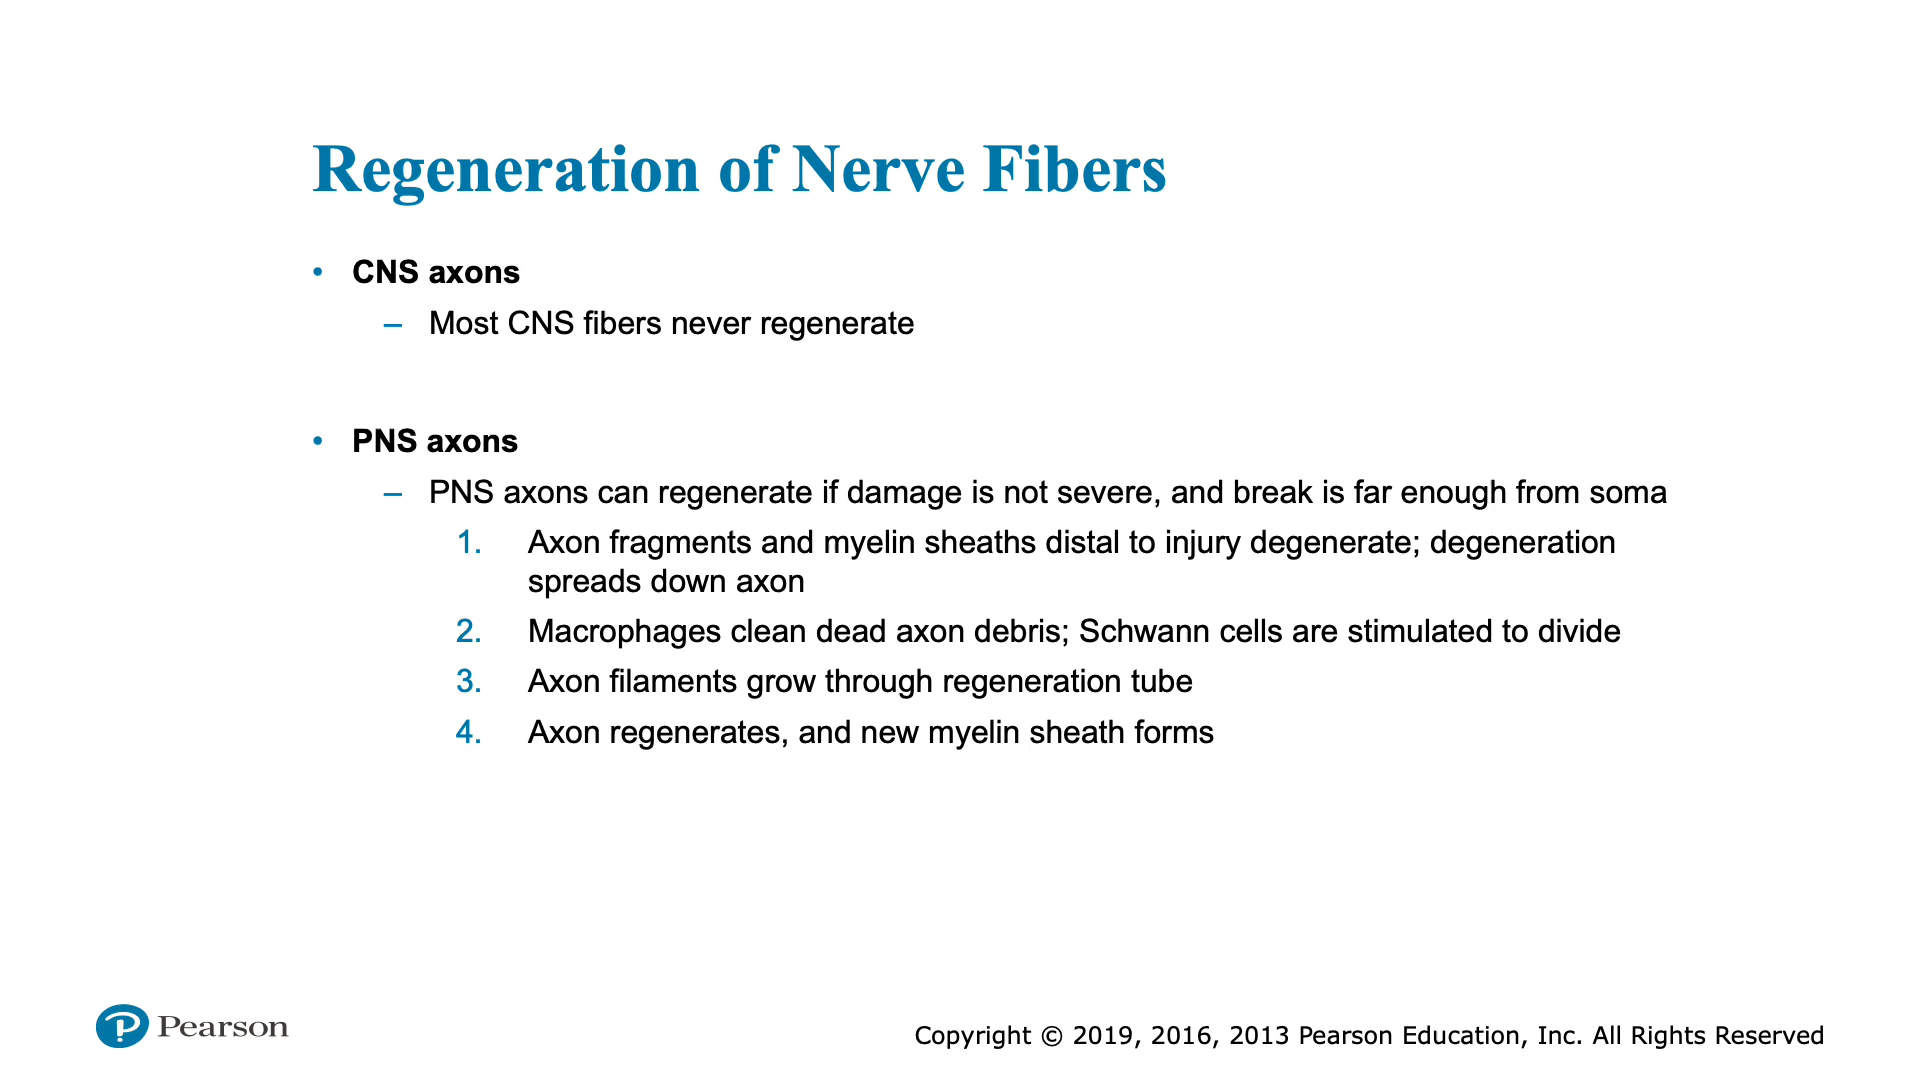 Regeneration of Nerve Fibers
• CNS axons
– Most CNS fibers never regenerate
• PNS axons
– PNS axons can regenerate if damage is not severe, and break is far enough from soma
1. Axon fragments and myelin sheaths distal to injury degenerate; degeneration
spreads down axon
2. Macrophages clean dead axon debris; Schwann cells are stimulated to divide
3. Axon filaments grow through regeneration tube
4. Axon regenerates, and new myelin sheath forms
Pearson
Copyright © 2019, 2016, 2013 Pearson Education, Inc. All Rights Reserved